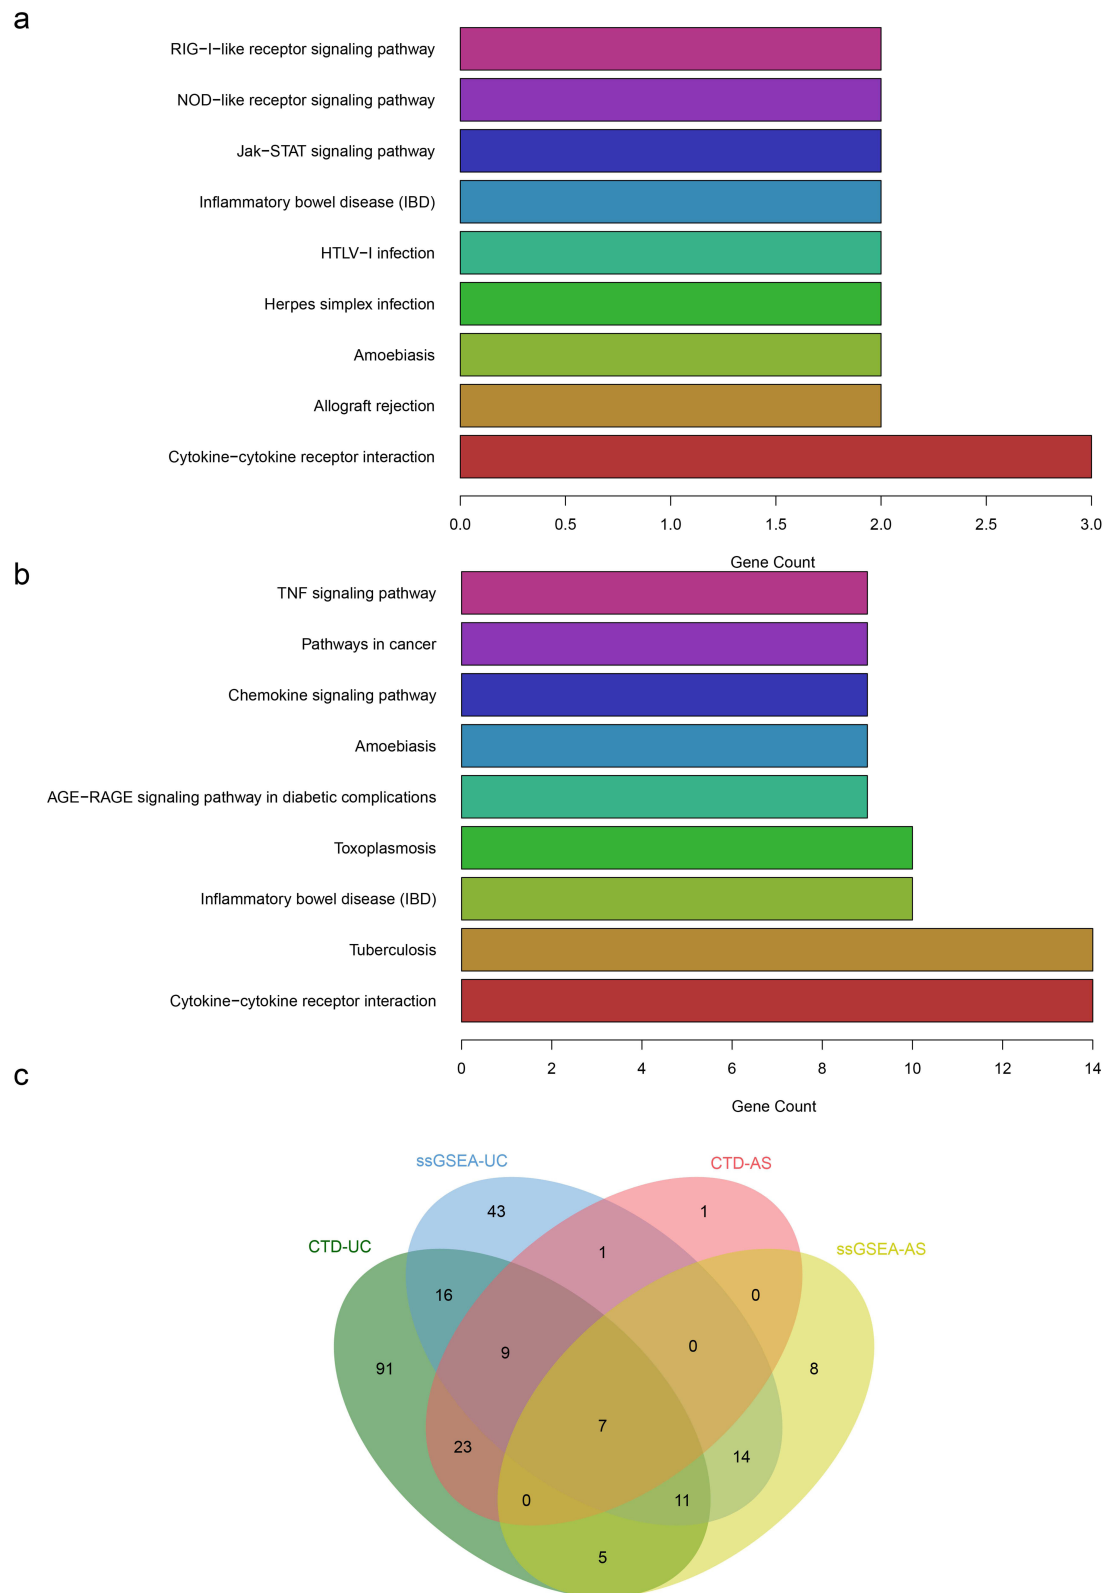 a
RIG−I−like receptor signaling pathway
NOD−like receptor signaling pathway
Jak−STAT signaling pathway
Inflammatory bowel disease (IBD)
HTLV−I infection
Herpes simplex infection
Amoebiasis
Allograft rejection
Cytokine−cytokine receptor interaction
0.0 0.5 1.0 1.5 2.0 2.5 3.0
Gene Count
b
TNF signaling pathway
Pathways in cancer
Chemokine signaling pathway
Amoebiasis
AGE−RAGE signaling pathway in diabetic complications
Toxoplasmosis
Inflammatory bowel disease (IBD)
Tuberculosis
Cytokine−cytokine receptor interaction
0 2 4 6 8 10 12 14
Gene Count
c
ssGSEA-UC CTD-AS
43 1
CTD-UC 1 ssGSEA-AS
16 0
9 0
91 8
7
23 14
0 11
5